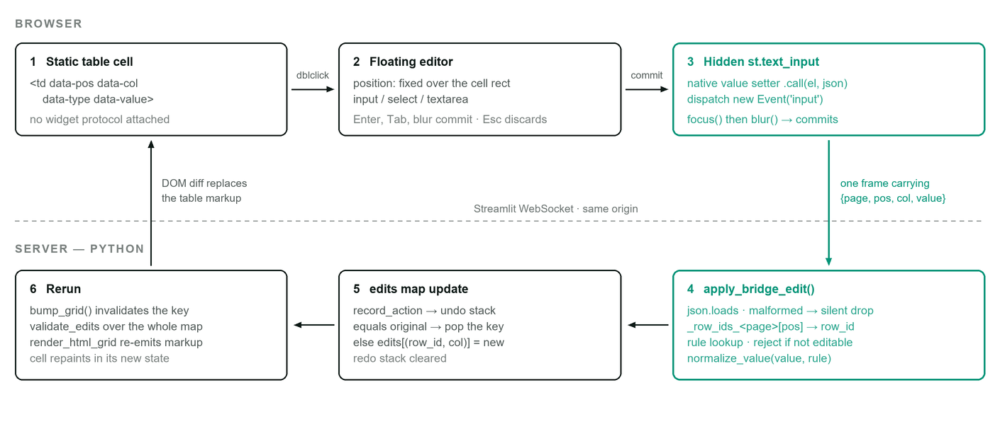 BROWSER
1 Static table cell
<td data-pos data-col
data-type data-value>
no widget protocol attached
dblclick
2 Floating editor
position: fixed over the cell rect
input / select / textarea
Enter, Tab, blur commit · Esc discards
commit
3 Hidden st.text_input
native value setter .call(el, json)
dispatch new Event('input')
focus() then blur() → commits
DOM diff replaces
the table markup
one frame carrying
{page, pos, col, value}
Streamlit WebSocket · same origin
SERVER — PYTHON
6 Rerun
bump_grid() invalidates the key
validate_edits over the whole map
render_html_grid re-emits markup
cell repaints in its new state
5 edits map update
record_action → undo stack
equals original → pop the key
else edits[(row_id, col)] = new
redo stack cleared
4 apply_bridge_edit()
json.loads · malformed → silent drop
_row_ids_<page>[pos] → row_id
rule lookup · reject if not editable
normalize_value(value, rule)